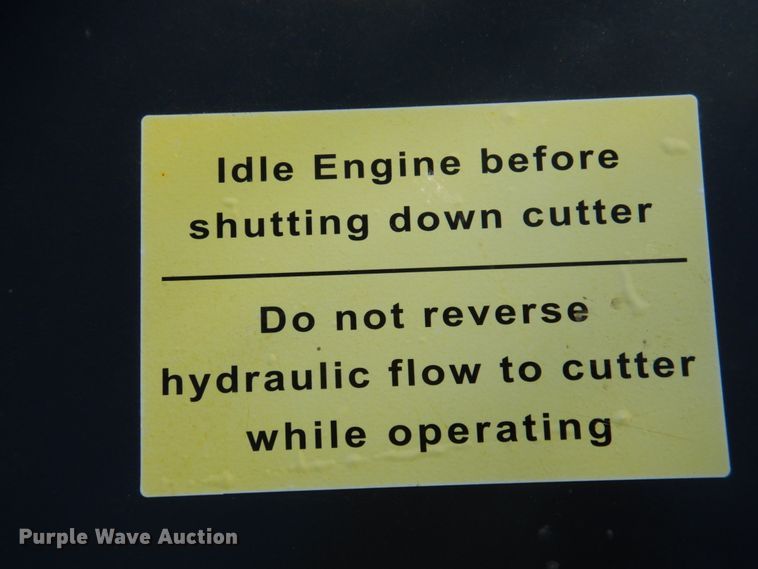 Idle Engine before
shutting down cutter
Do not reverse
hydraulic flow to cutter
while operating
Purple Wave Auction